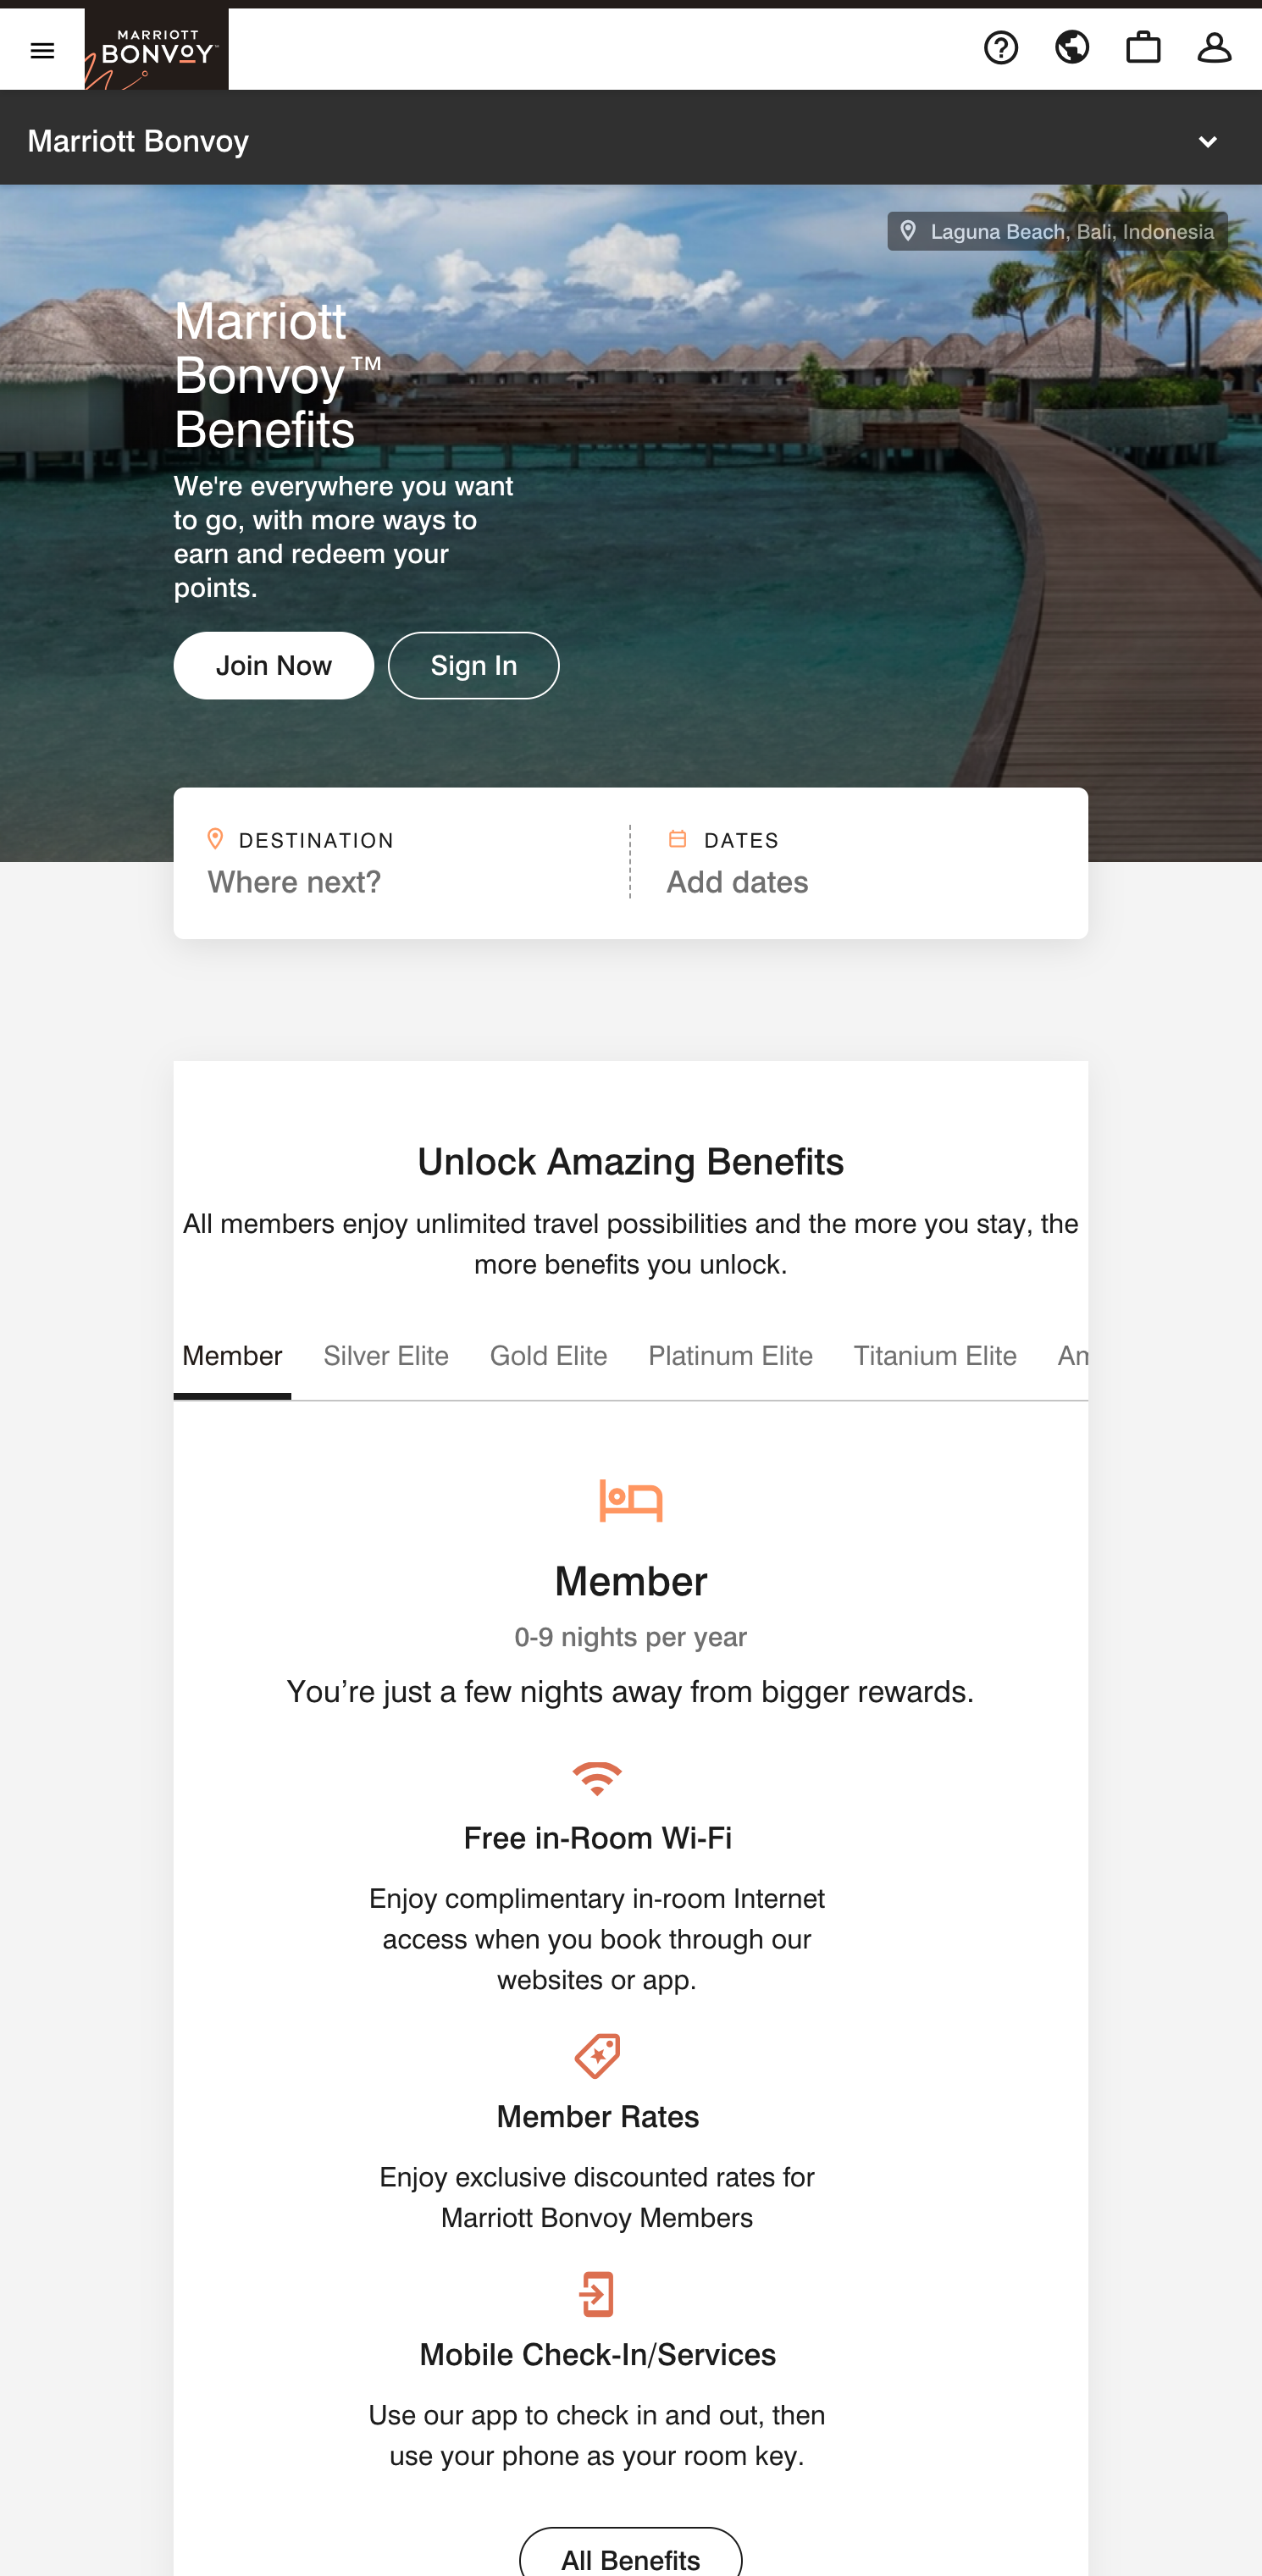 MARRIOTT
BONVOY™
Marriott Bonvoy
Laguna Beach, Bali, Indonesia
Marriott
Bonvoy™
Benefits
We're everywhere you want
to go, with more ways to
earn and redeem your
points.
Join Now
Sign In
DESTINATION
Where next?
DATES
Add dates
Unlock Amazing Benefits
All members enjoy unlimited travel possibilities and the more you stay, the
more benefits you unlock.
Member Silver Elite Gold Elite Platinum Elite Titanium Elite Am
Member
0-9 nights per year
You’re just a few nights away from bigger rewards.
Free in-Room Wi-Fi
Enjoy complimentary in-room Internet
access when you book through our
websites or app.
Member Rates
Enjoy exclusive discounted rates for
Marriott Bonvoy Members
Mobile Check-In/Services
Use our app to check in and out, then
use your phone as your room key.
All Benefits